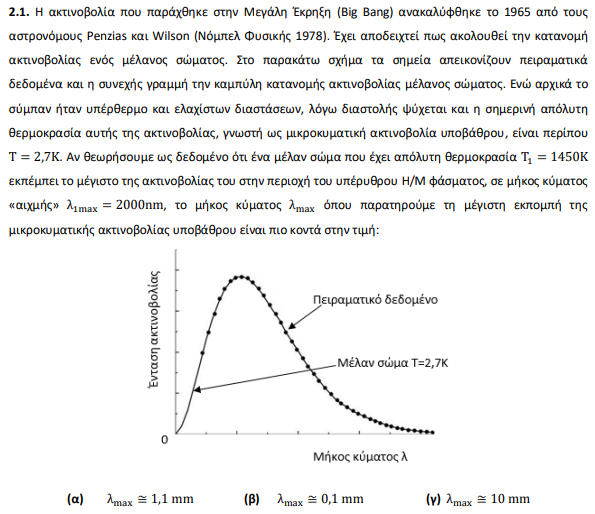 2.1. Η ακτινοβολία που παράχθηκε στην Μεγάλη Έκρηξη (Big Bang) ανακαλύφθηκε το 1965 από τους
αστρονόμους Penzias και Wilson (Νόμπελ Φυσικής 1978). Έχει αποδειχτεί πως ακολουθεί την κατανομή
ακτινοβολίας ενός μέλανος σώματος. Στο παρακάτω σχήμα τα σημεία απεικονίζουν πειραματικά
δεδομένα και η συνεχής γραμμή την καμπύλη κατανομής ακτινοβολίας μέλανος σώματος. Ενώ αρχικά το
σύμπαν ήταν υπέρθερμο και ελαχίστων διαστάσεων, λόγω διαστολής ψύχεται και η σημερινή απόλυτη
θερμοκρασία αυτής της ακτινοβολίας, γνωστή ως μικροκυματική ακτινοβολία υποβάθρου, είναι περίπου
T = 2,7K. Αν θεωρήσουμε ως δεδομένο ότι ένα μέλαν σώμα που έχει απόλυτη θερμοκρασία T₁ = 1450K
εκπέμπει το μέγιστο της ακτινοβολίας του στην περιοχή του υπέρυθρου Η/Μ φάσματος, σε μήκος κύματος
«αιχμής» λ₁max = 2000nm, το μήκος κύματος λmax όπου παρατηρούμε τη μέγιστη εκπομπή της
μικροκυματικής ακτινοβολίας υποβάθρου είναι πιο κοντά στην τιμή:
Ένταση ακτινοβολίας
Πειραματικό δεδομένο
Μέλαν σώμα T=2,7K
0
Μήκος κύματος λ
(α) λmax ≅ 1,1 mm (β) λmax ≅ 0,1 mm (γ) λmax ≅ 10 mm